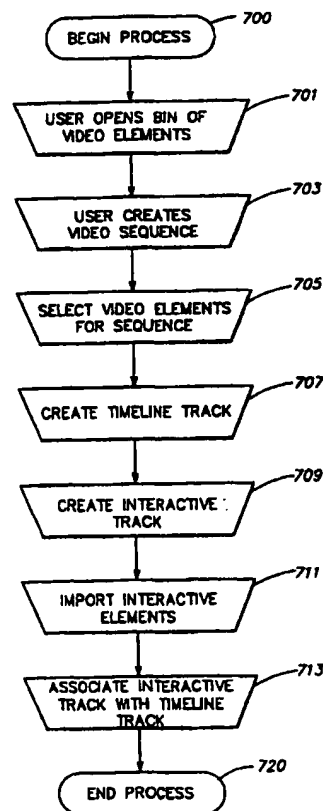 700
BEGIN PROCESS
701
USER OPENS BIN OF
VIDEO ELEMENTS
703
USER CREATES
VIDEO SEQUENCE
705
SELECT VIDEO ELEMENTS
FOR SEQUENCE
707
CREATE TIMELINE TRACK
709
CREATE INTERACTIVE
TRACK
711
IMPORT INTERACTIVE
ELEMENTS
713
ASSOCIATE INTERACTIVE
TRACK WITH TIMELINE
TRACK
720
END PROCESS